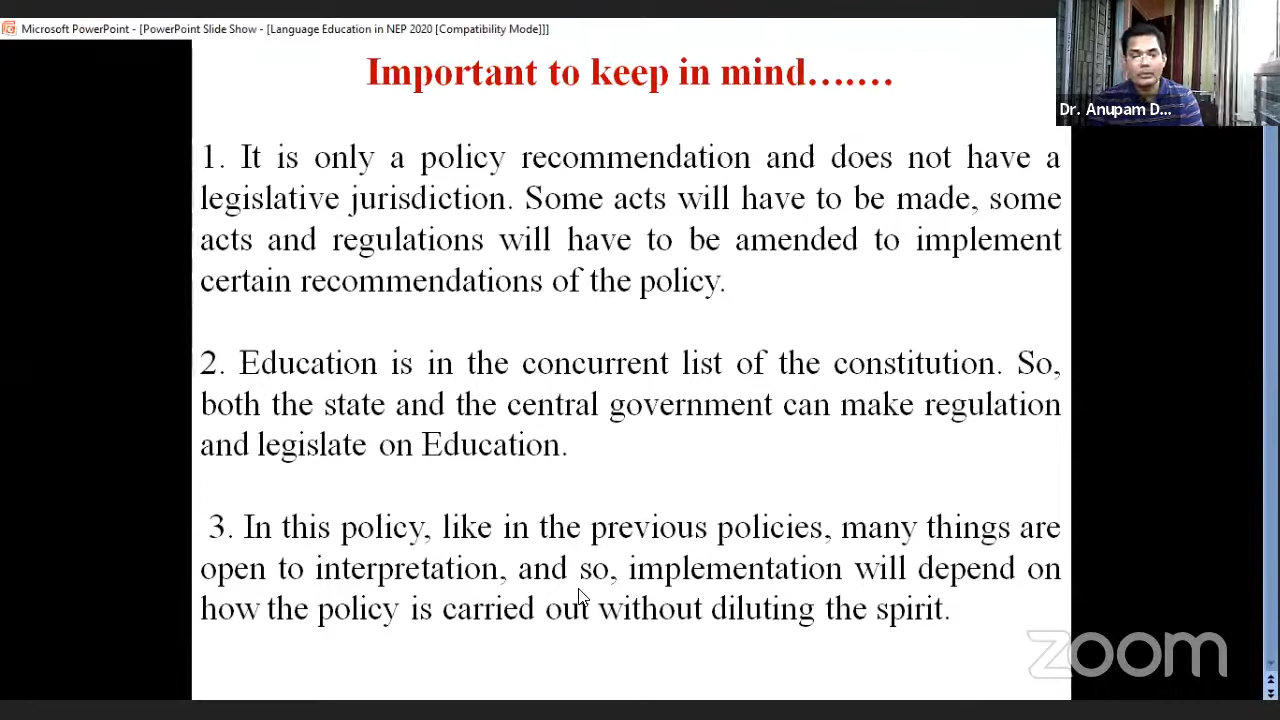 Microsoft PowerPoint - [PowerPoint Slide Show - [Language Education in NEP 2020 [Compatibility Mode]]]
Important to keep in mind…….
Dr. Anupam D...
1. It is only a policy recommendation and does not have a
legislative jurisdiction. Some acts will have to be made, some
acts and regulations will have to be amended to implement
certain recommendations of the policy.
2. Education is in the concurrent list of the constitution. So,
both the state and the central government can make regulation
and legislate on Education.
3. In this policy, like in the previous policies, many things are
open to interpretation, and so, implementation will depend on
how the policy is carried out without diluting the spirit.
zoom